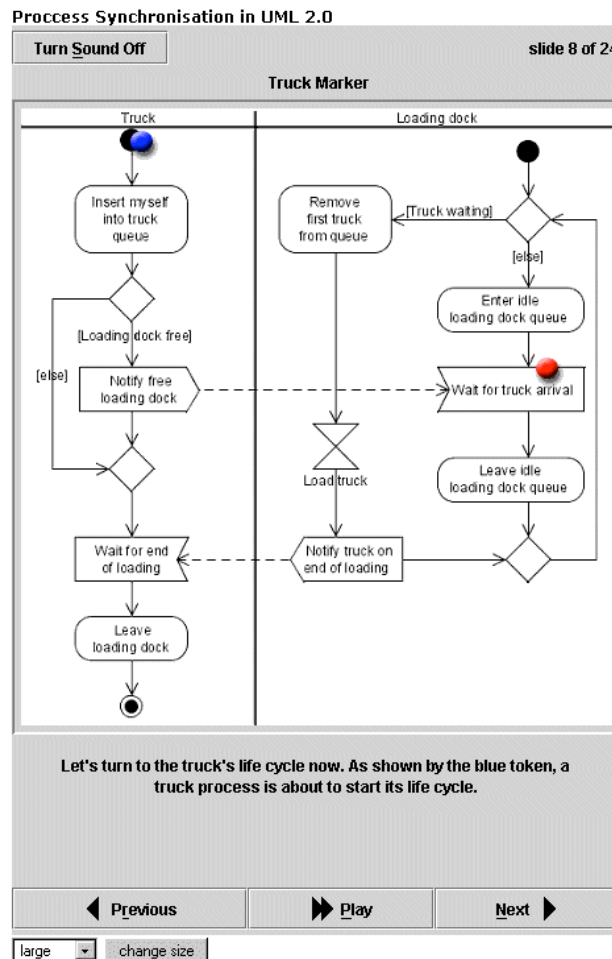 Proccess Synchronisation in UML 2.0
Turn Sound Off
slide 8 of 24
Truck Marker
Truck
Loading dock
Insert myself
into truck
queue
Remove
first truck
from queue
[Truck waiting]
[else]
Enter idle
loading dock queue
[Loading dock free]
[else]
Notify free
loading dock
Wait for truck arrival
Load truck
Leave idle
loading dock queue
Wait for end
of loading
Notify truck on
end of loading
Leave
loading dock
Let's turn to the truck's life cycle now. As shown by the blue token, a
truck process is about to start its life cycle.
Previous
Play
Next
large
change size